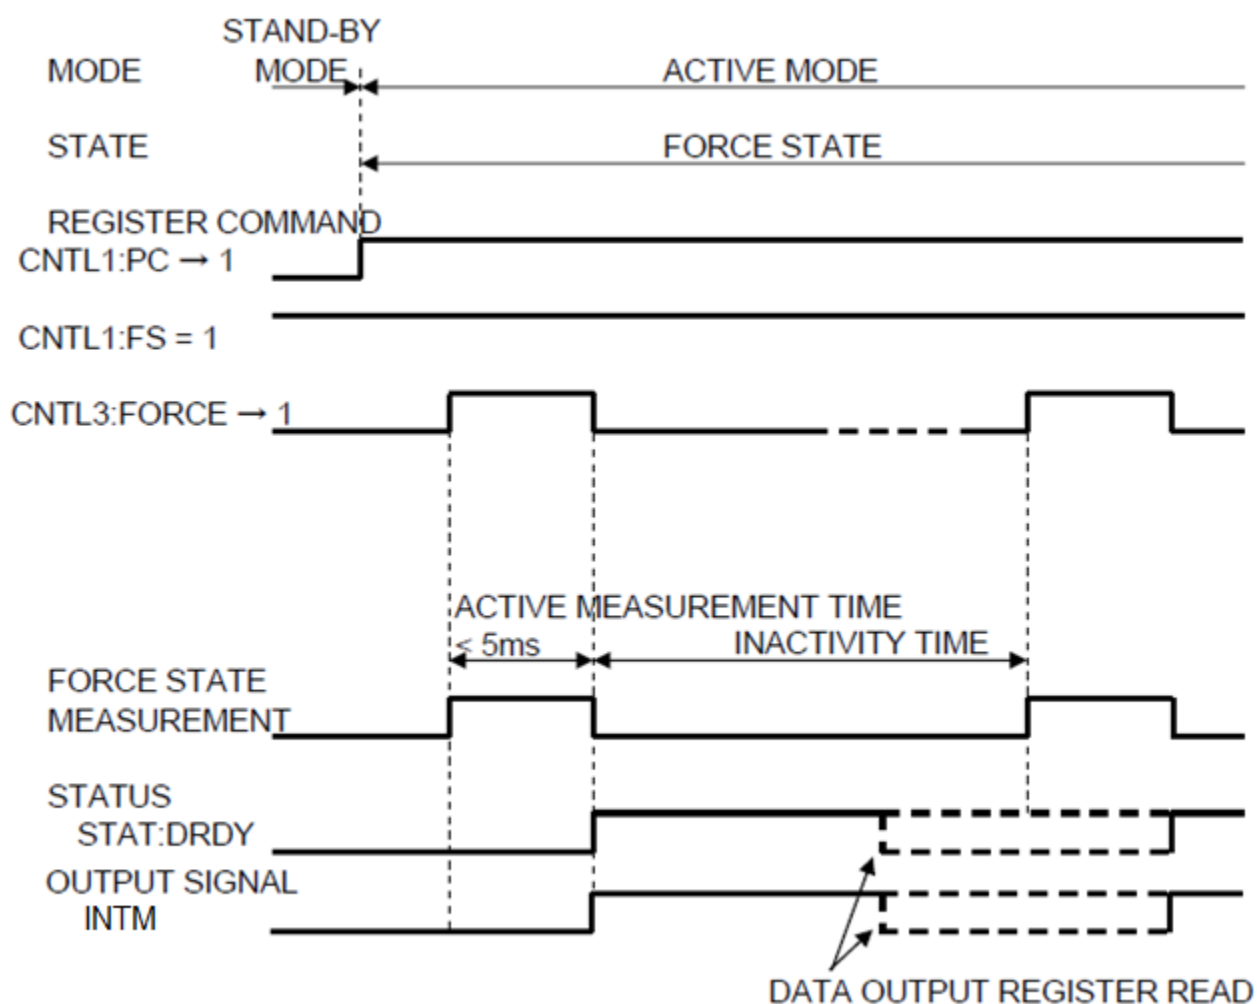 STAND-BY
MODE MODE ACTIVE MODE
STATE FORCE STATE
REGISTER COMMAND
CNTL1:PC → 1
CNTL1:FS = 1
CNTL3:FORCE → 1
ACTIVE MEASUREMENT TIME
< 5ms INACTIVITY TIME
FORCE STATE
MEASUREMENT
STATUS
STAT:DRDY
OUTPUT SIGNAL
INTM
DATA OUTPUT REGISTER READ